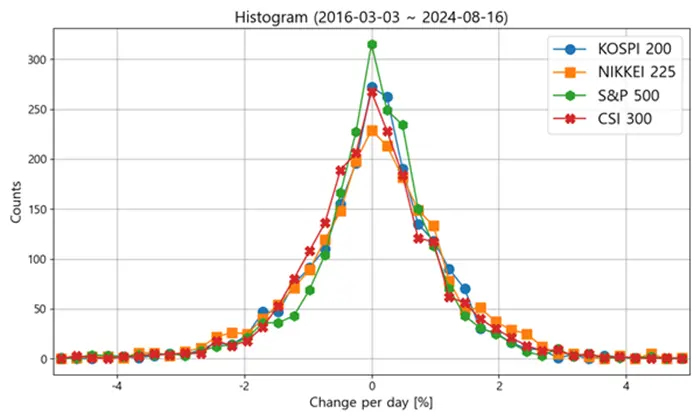 Histogram (2016-03-03 ~ 2024-08-16)
KOSPI 200
NIKKEI 225
S&P 500
CSI 300
300
250
200
150
100
50
0
Counts
-4
-2
0
2
4
Change per day [%]